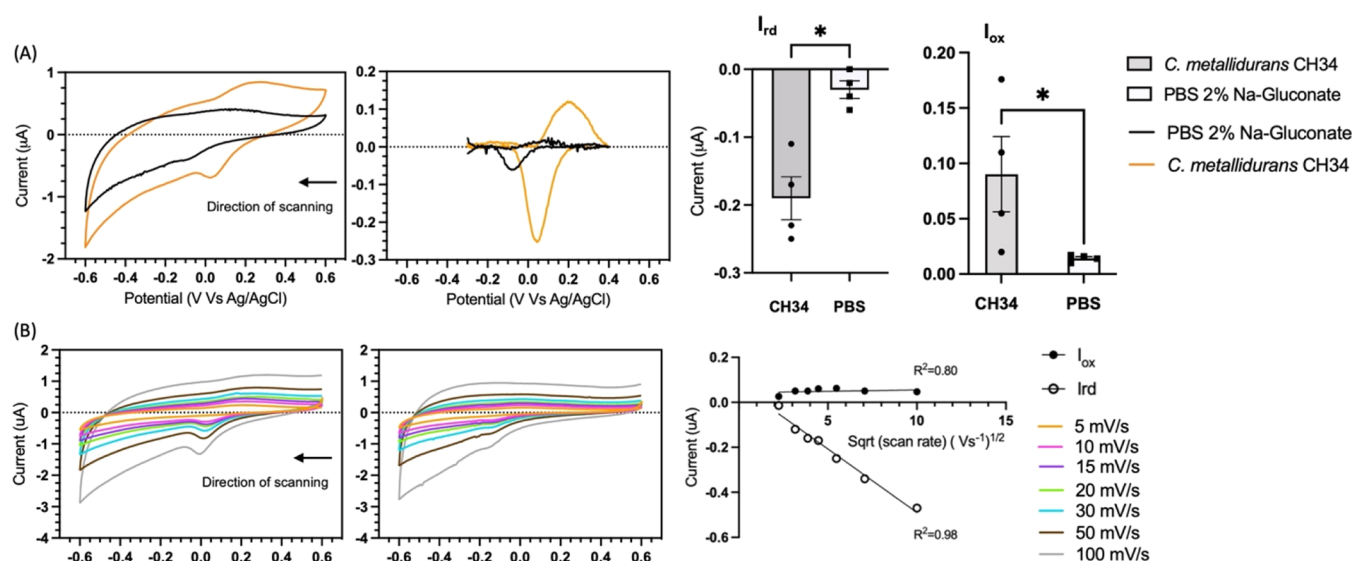 (A)
1
0
-1
-2
Current (µA)
-0.6 -0.4 -0.2 0.0 0.2 0.4 0.6
Potential (V Vs Ag/AgCl)
Direction of scanning
0.2
0.1
0.0
-0.1
-0.2
-0.3
Current (µA)
-0.6 -0.4 -0.2 0.0 0.2 0.4 0.6
Potential (V Vs Ag/AgCl)
Ird
*
0.0
-0.1
-0.2
-0.3
Current (µA)
CH34 PBS
Iox
*
0.20
0.15
0.10
0.05
0.00
CH34 PBS
C. metallidurans CH34
PBS 2% Na-Gluconate
PBS 2% Na-Gluconate
C. metallidurans CH34
(B)
2
1
0
-1
-2
-3
-4
Current (µA)
Direction of scanning
-0.6 -0.4 -0.2 0.0 0.2 0.4 0.6
2
1
0
-1
-2
-3
-4
-0.6 -0.4 -0.2 0.0 0.2 0.4 0.6
0.2
0.0
-0.2
-0.4
-0.6
Current (uA)
R²=0.80
5 10 15
Sqrt (scan rate) ( Vs⁻¹)¹/²
R²=0.98
Iox
Ird
5 mV/s
10 mV/s
15 mV/s
20 mV/s
30 mV/s
50 mV/s
100 mV/s